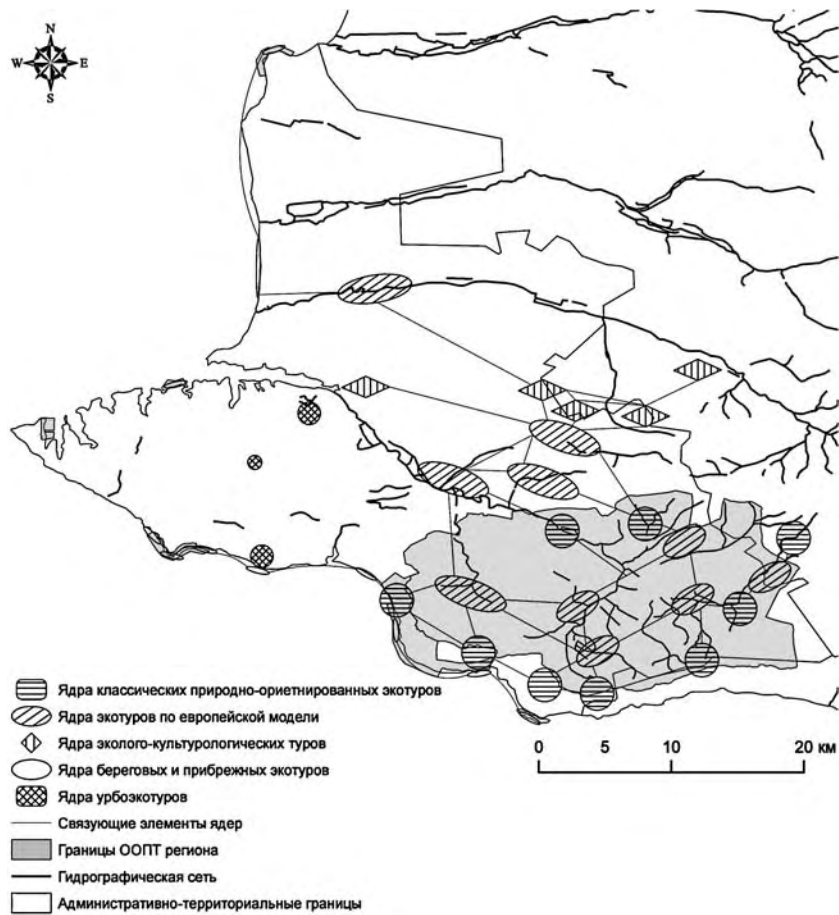 N
W E
S
Ядра классических природно-ориетнированных экотуров
Ядра экотуров по европейской модели
Ядра эколого-культурологических туров
Ядра береговых и прибрежных экотуров
Ядра урбоэкотуров
Связующие элементы ядер
Границы ООПТ региона
Гидрографическая сеть
Административно-территориальные границы
0 5 10 20 км